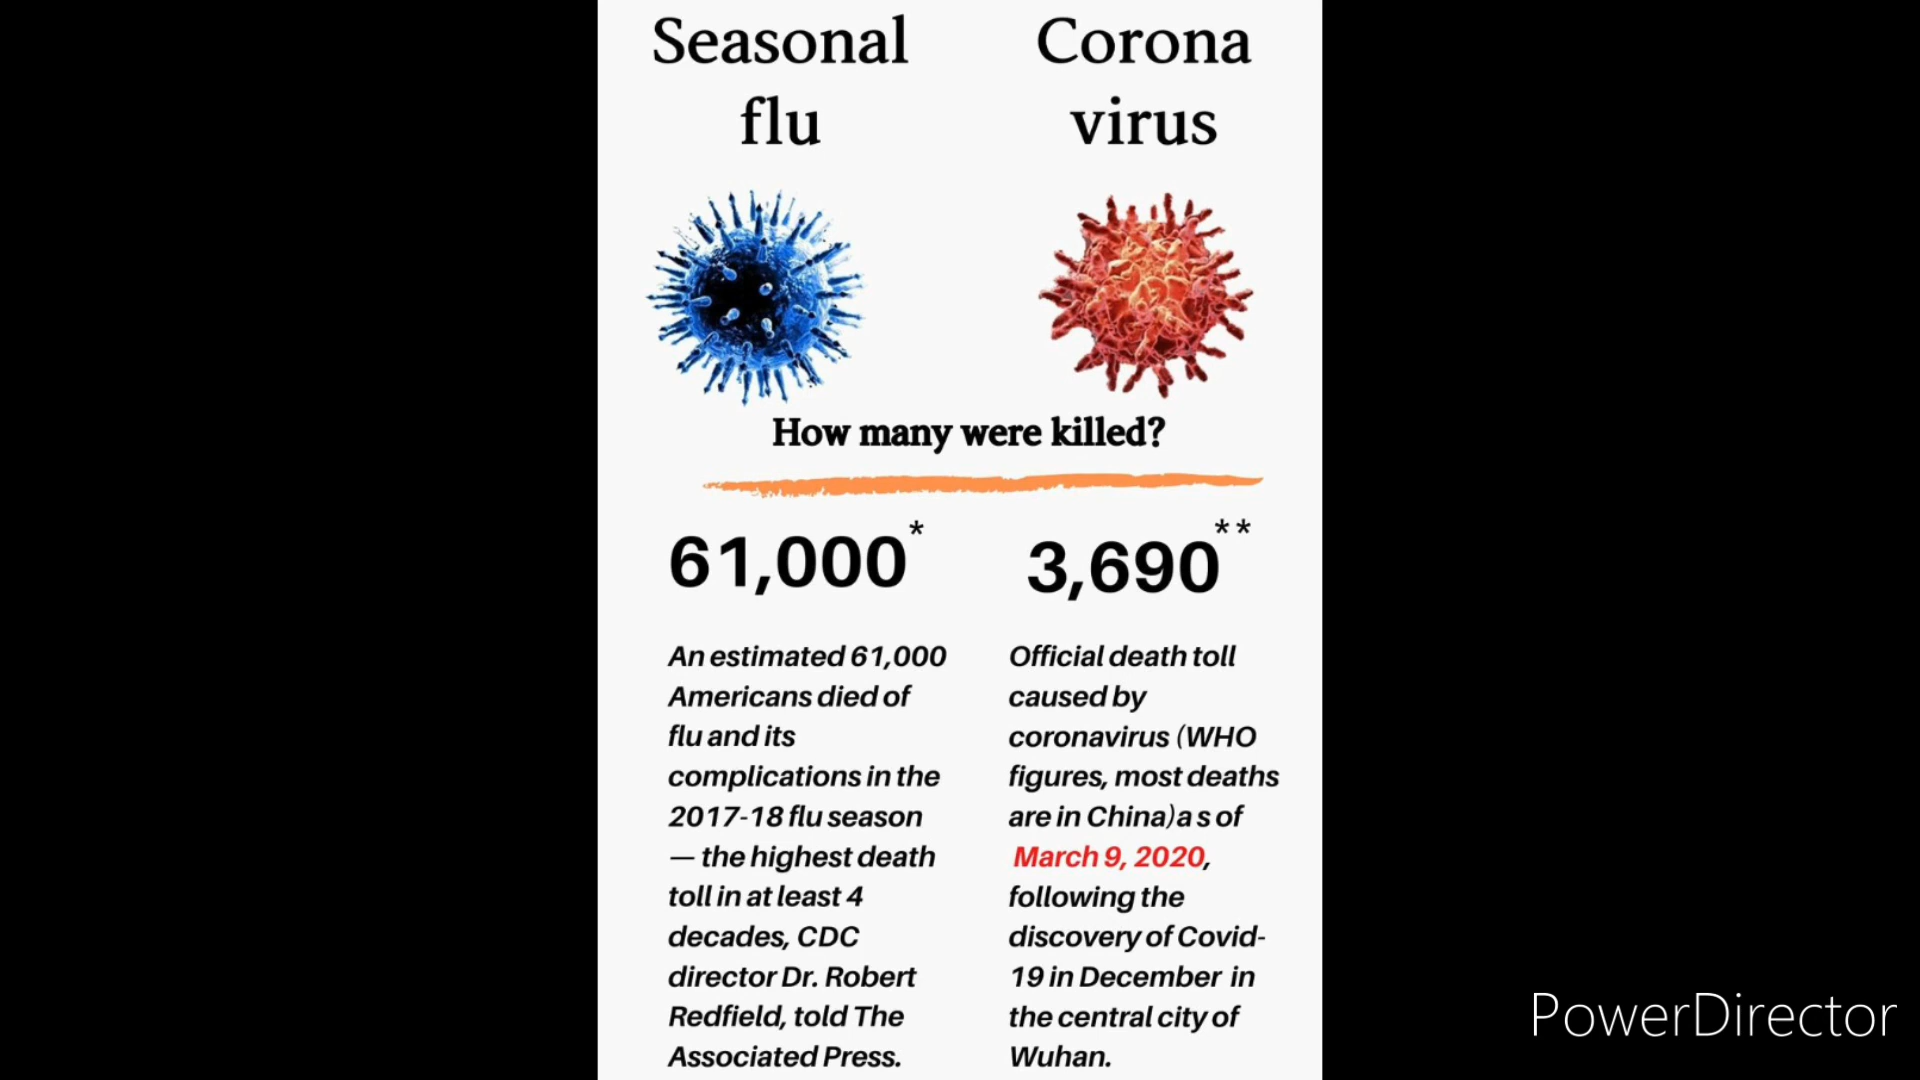 Seasonal
flu
Corona
virus
How many were killed?
61,000*
3,690**
An estimated 61,000
Americans died of
flu and its
complications in the
2017-18 flu season
— the highest death
toll in at least 4
decades, CDC
director Dr. Robert
Redfield, told The
Associated Press.
Official death toll
caused by
coronavirus (WHO
figures, most deaths
are in China)a s of
March 9, 2020,
following the
discovery of Covid-
19 in December in
the central city of
Wuhan.
PowerDirector